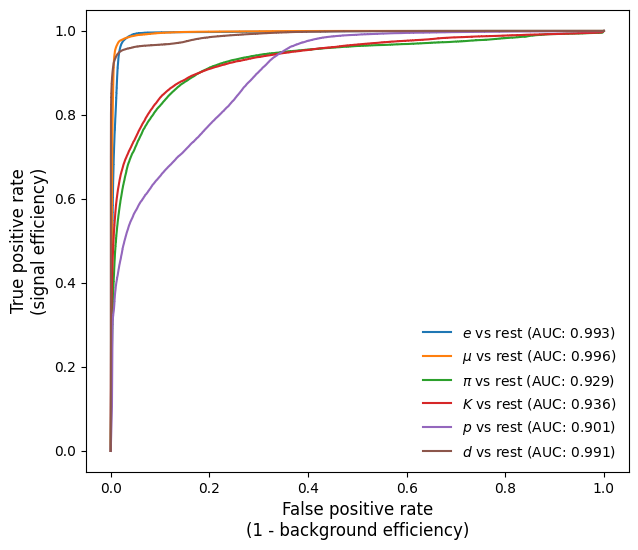 1.0
0.8
0.6
0.4
0.2
0.0
True positive rate
(signal efficiency)
e vs rest (AUC: 0.993)
μ vs rest (AUC: 0.996)
π vs rest (AUC: 0.929)
K vs rest (AUC: 0.936)
p vs rest (AUC: 0.901)
d vs rest (AUC: 0.991)
0.0 0.2 0.4 0.6 0.8 1.0
False positive rate
(1 - background efficiency)